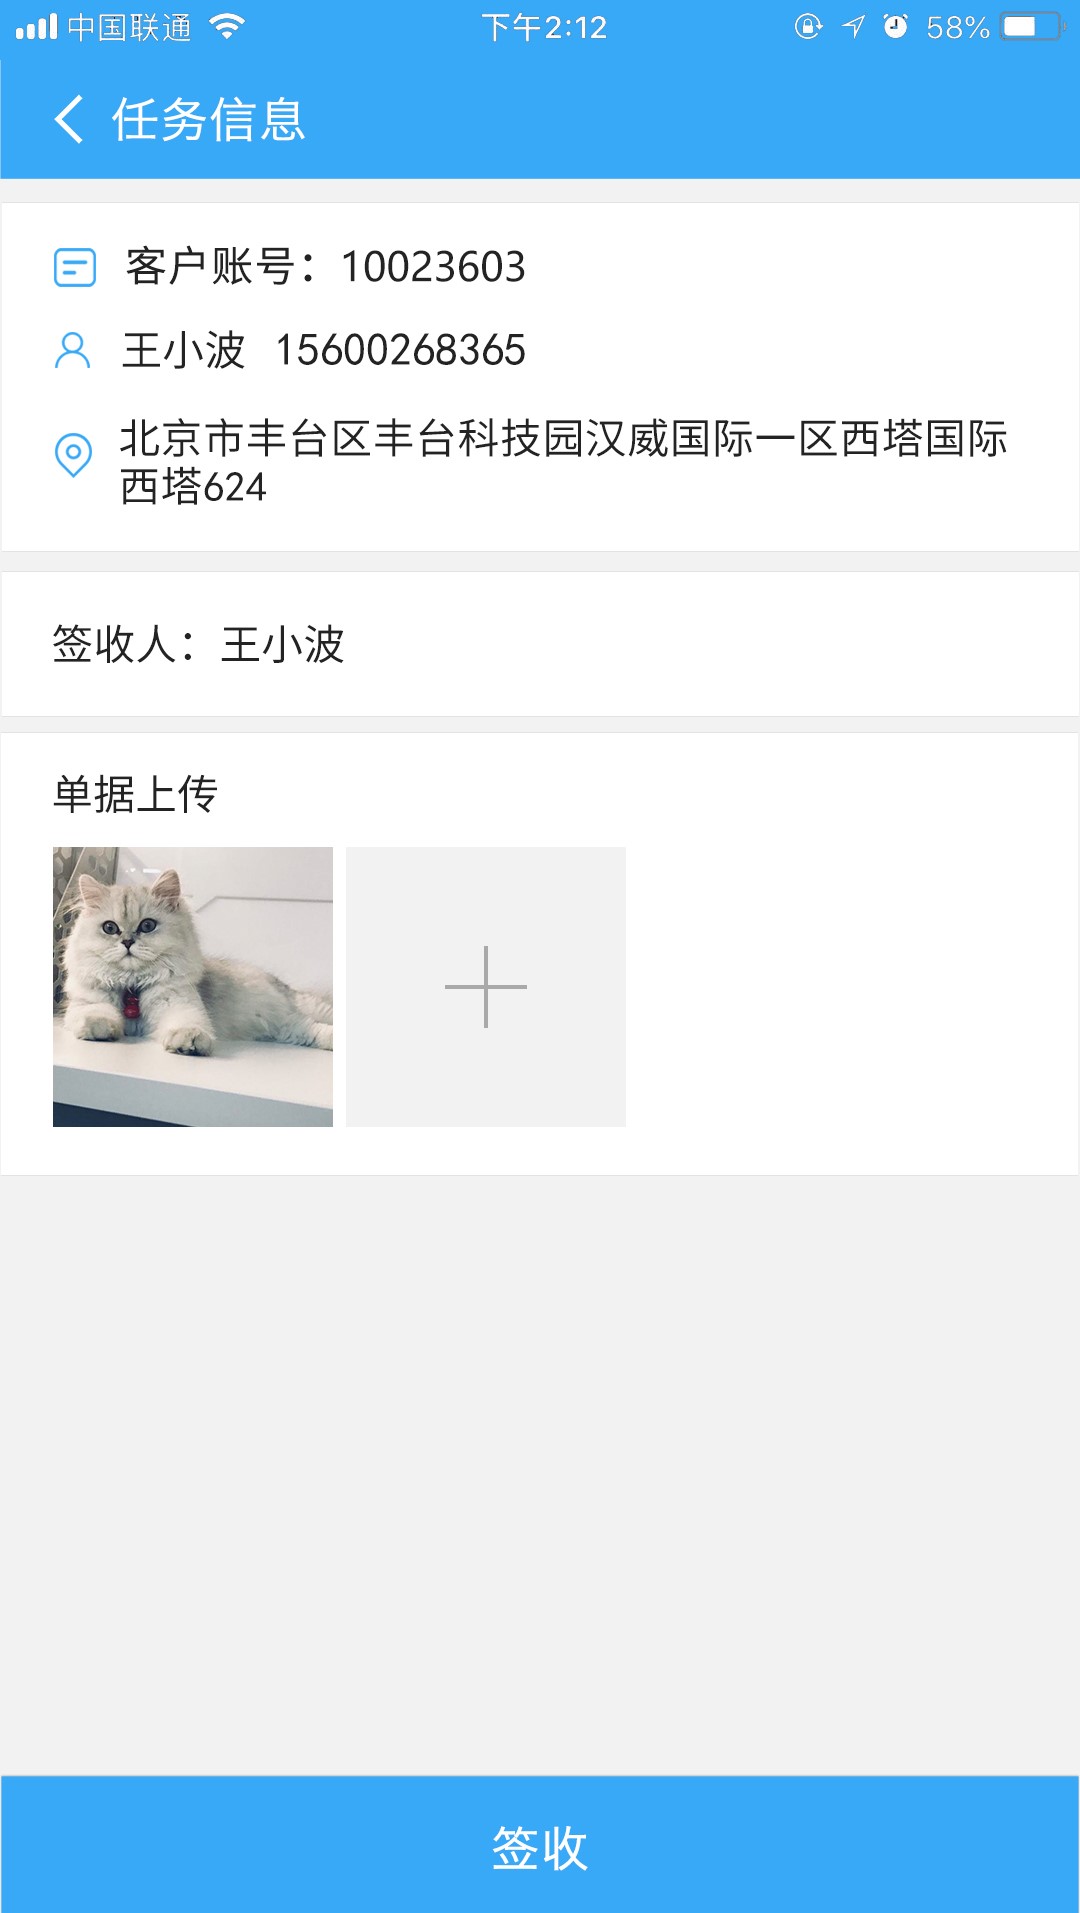 中国联通 下午2:12 58%
任务信息
客户账号：10023603
王小波 15600268365
北京市丰台区丰台科技园汉威国际一区西塔国际
西塔624
签收人：王小波
单据上传
签收